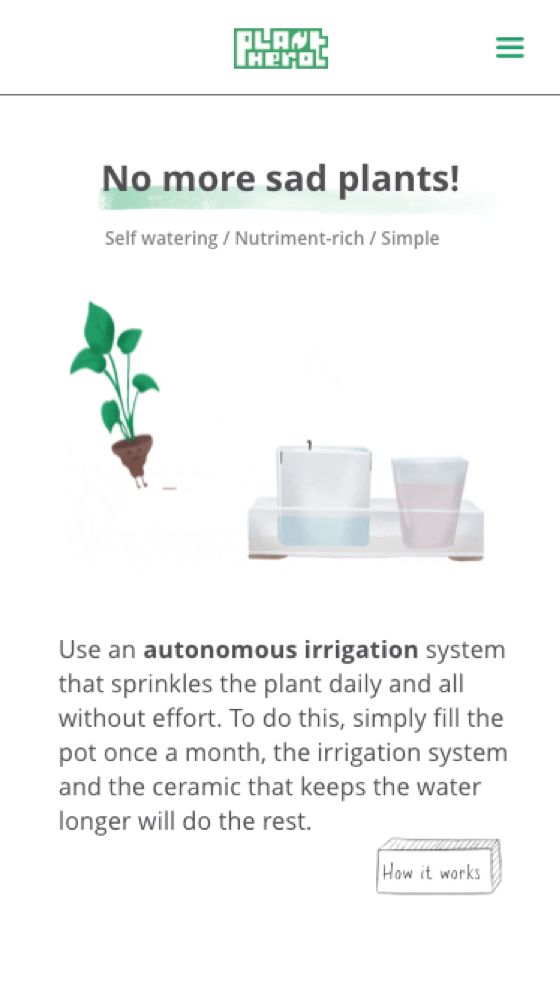 PLANT
HERO
No more sad plants!
Self watering / Nutriment-rich / Simple
Use an autonomous irrigation system
that sprinkles the plant daily and all
without effort. To do this, simply fill the
pot once a month, the irrigation system
and the ceramic that keeps the water
longer will do the rest.
How it works